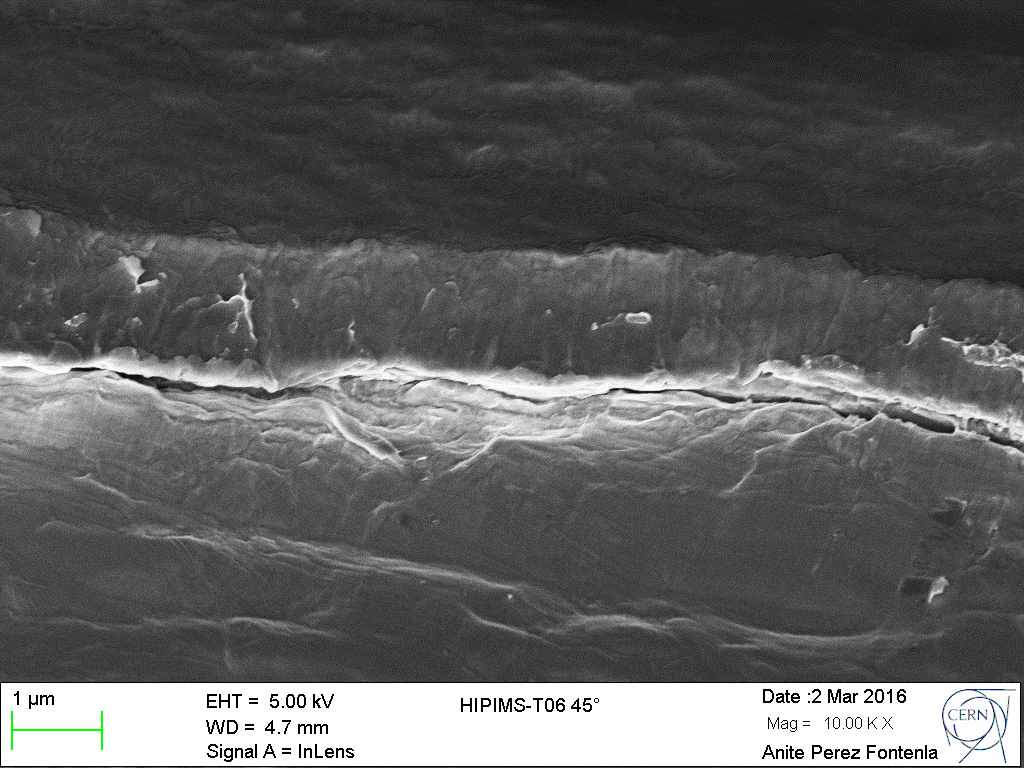 1 µm
EHT = 5.00 kV
WD = 4.7 mm
Signal A = InLens
HIPIMS-T06 45°
Date :2 Mar 2016
Mag = 10.00 K X
Anite Perez Fontenla
CERN